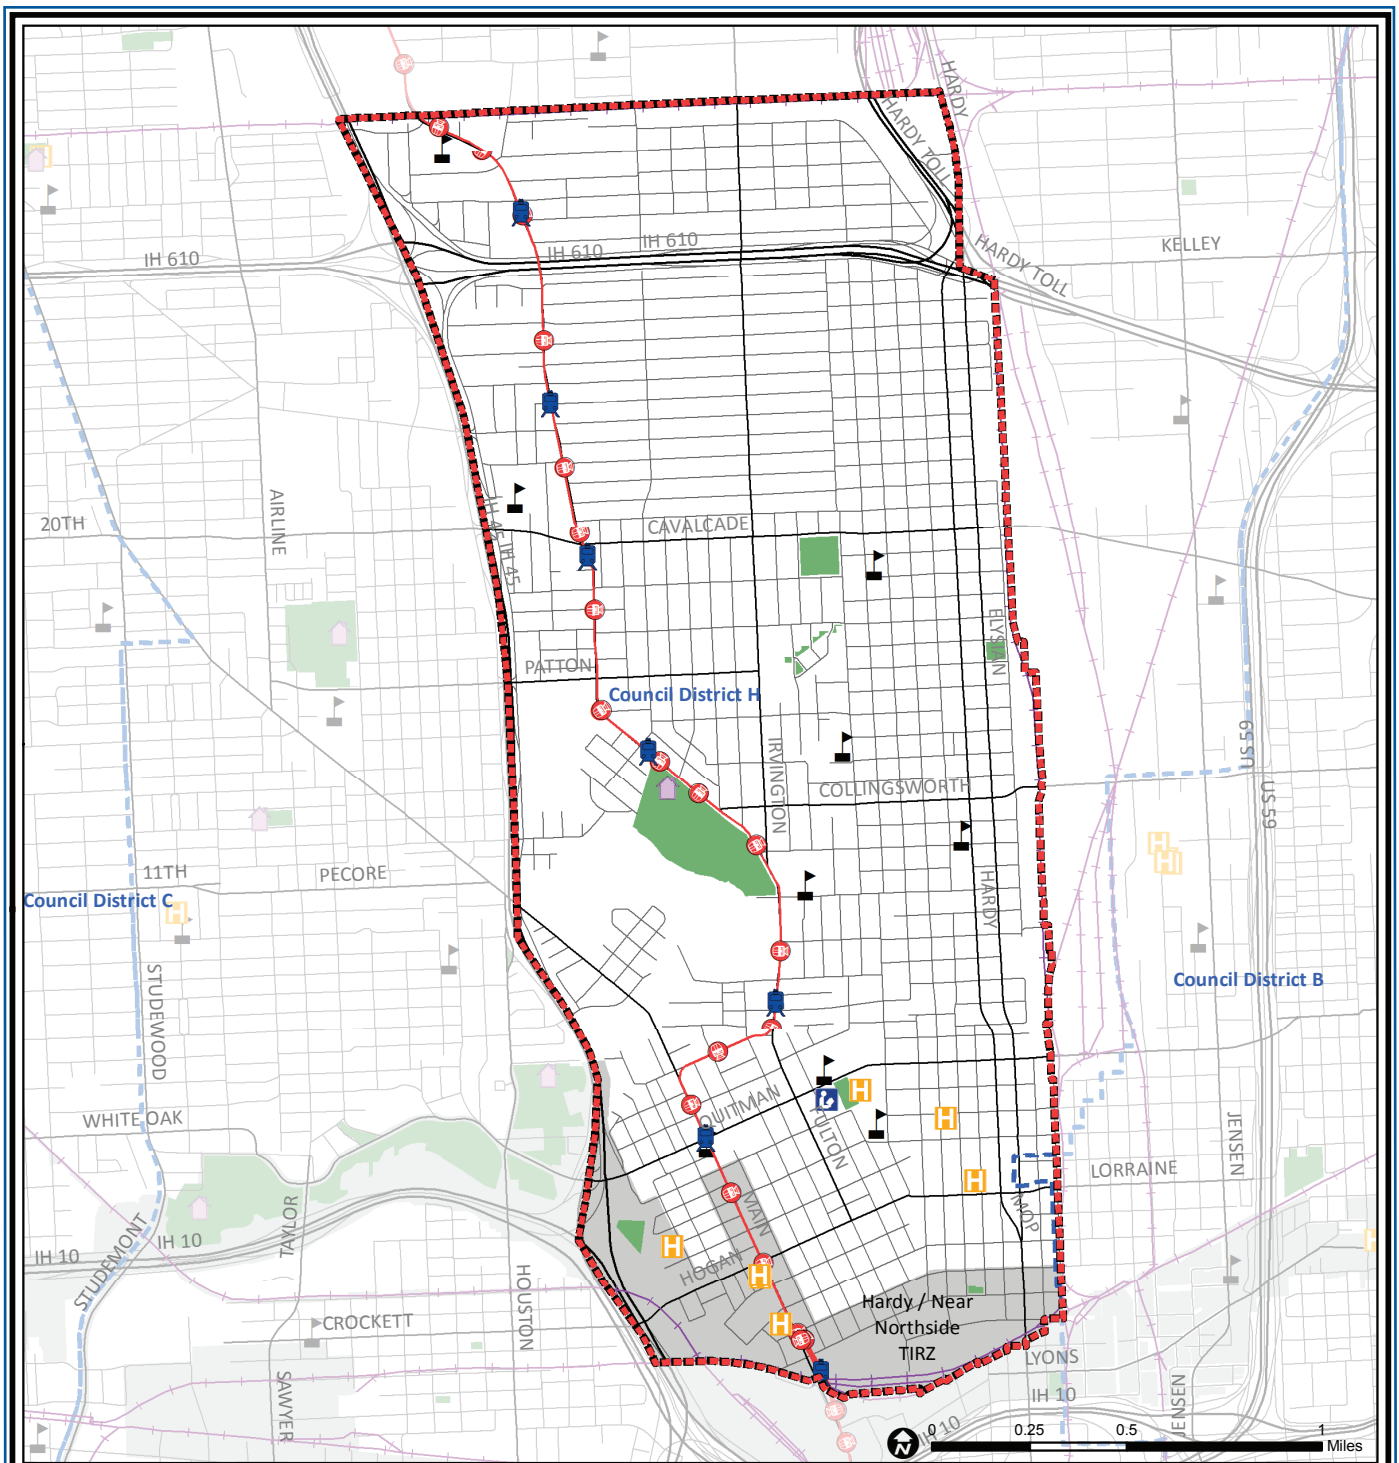 HARDY
HARDY TOLL
IH 610
IH 610
IH 610
KELLEY
HARDY TOLL
20TH
AIRLINE
IH 45
IH 45
CAVALCADE
ELYSIAN
PATTON
Council District H
IRVINGTON
COLLINGSWORTH
US 59
US 59
11TH
PECORE
HARDY
Council District C
H
H
H
STUDEWOOD
Council District B
WHITE OAK
QUITMAN
FULTON
H
H
H
JENSEN
LORRAINE
MOP
TAYLOR
MAIN
STUDEMONT
IH 10
IH 10
HOGAN
H
H
H
HOUSTON
CROCKETT
Hardy / Near
Northside
TIRZ
LYONS
SAWYER
JENSEN
IH 10
IH 10
N
0
0.25
0.5
1
Miles